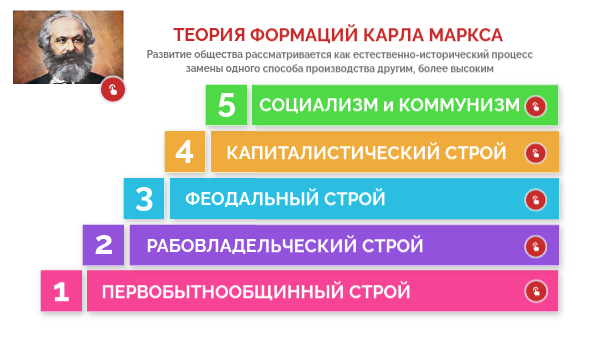 ТЕОРИЯ ФОРМАЦИЙ КАРЛА МАРКСА
Развитие общества рассматривается как естественно-исторический процесс
замены одного способа производства другим, более высоким
5 СОЦИАЛИЗМ и КОММУНИЗМ
4 КАПИТАЛИСТИЧЕСКИЙ СТРОЙ
3 ФЕОДАЛЬНЫЙ СТРОЙ
2 РАБОВЛАДЕЛЬЧЕСКИЙ СТРОЙ
1 ПЕРВОБЫТНООБЩИННЫЙ СТРОЙ